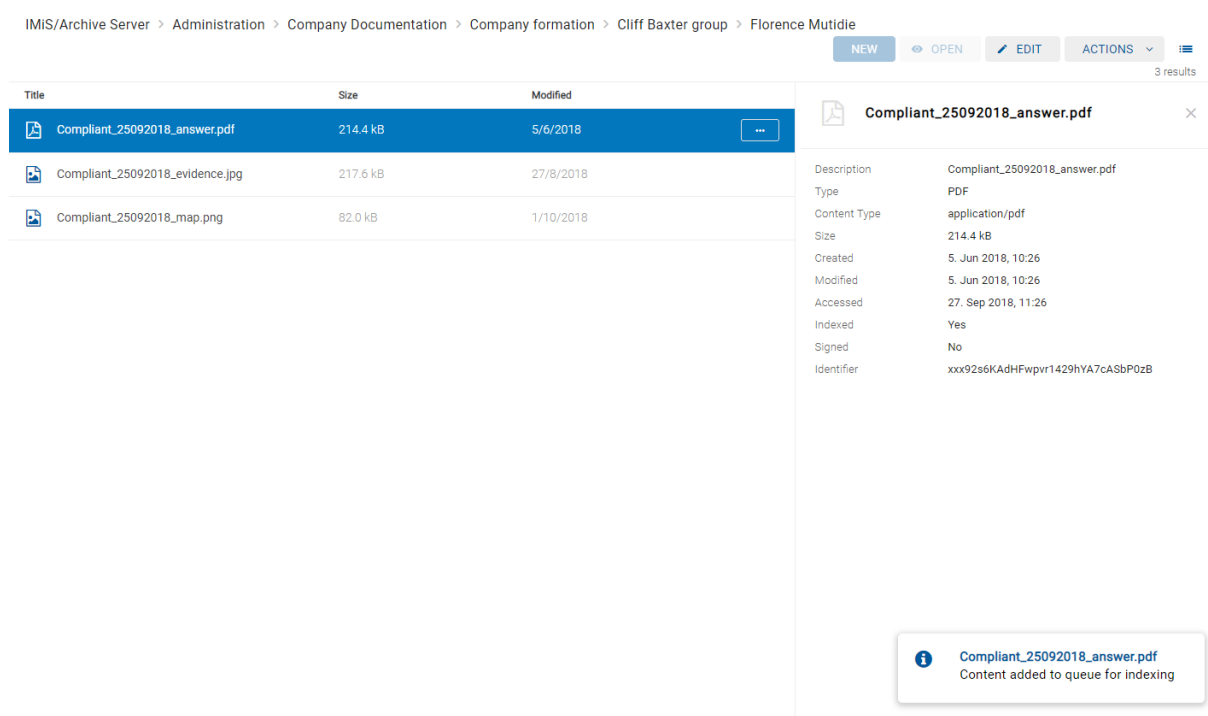 IMiS/Archive Server > Administration > Company Documentation > Company formation > Cliff Baxter group > Florence Mutidie
NEW OPEN EDIT ACTIONS
3 results
Title Size Modified
Compliant_25092018_answer.pdf 214.4 kB 5/6/2018 ...
Compliant_25092018_evidence.jpg 217.6 kB 27/8/2018
Compliant_25092018_map.png 82.0 kB 1/10/2018
Compliant_25092018_answer.pdf
Description Compliant_25092018_answer.pdf
Type PDF
Content Type application/pdf
Size 214.4 kB
Created 5. Jun 2018, 10:26
Modified 5. Jun 2018, 10:26
Accessed 27. Sep 2018, 11:26
Indexed Yes
Signed No
Identifier xxx92s6KAdHFwpvr1429hYA7cASbP0zB
Compliant_25092018_answer.pdf
Content added to queue for indexing